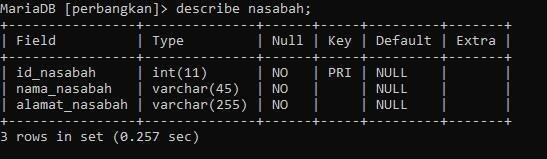 MariaDB [perbangkan]> describe nasabah;
+----------------+--------------+------+-----+---------+-------+
| Field          | Type         | Null | Key | Default | Extra |
+----------------+--------------+------+-----+---------+-------+
| id_nasabah     | int(11)      | NO   | PRI | NULL    |       |
| nama_nasabah   | varchar(45)  | NO   |     | NULL    |       |
| alamat_nasabah | varchar(255) | NO   |     | NULL    |       |
+----------------+--------------+------+-----+---------+-------+
3 rows in set (0.257 sec)